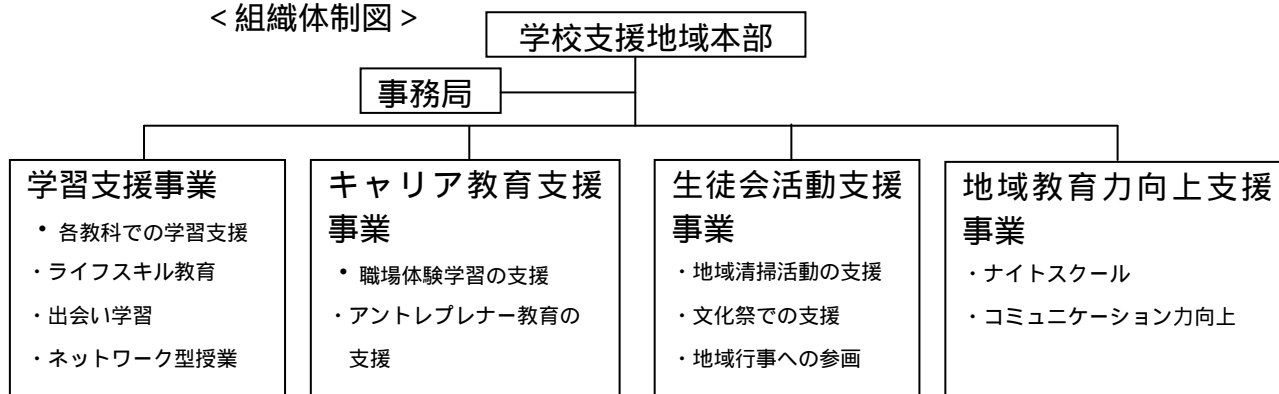 <組織体制図>
学校支援地域本部
事務局
学習支援事業
・各教科での学習支援
・ライフスキル教育
・出会い学習
・ネットワーク型授業
キャリア教育支援
事業
・職場体験学習の支援
・アントレプレナー教育の
支援
生徒会活動支援
事業
・地域清掃活動の支援
・文化祭での支援
・地域行事への参画
地域教育力向上支援
事業
・ナイトスクール
・コミュニケーション力向上